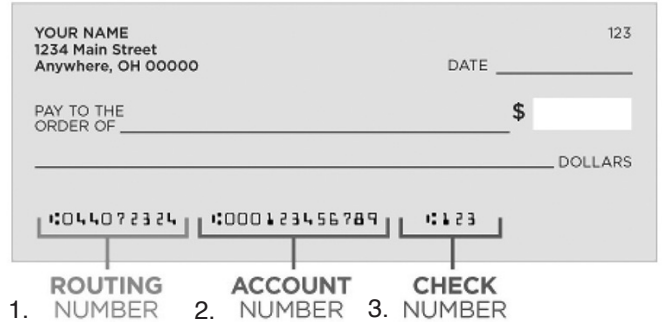 YOUR NAME 123
1234 Main Street
Anywhere, OH 00000
DATE
PAY TO THE
ORDER OF $
DOLLARS
⑆044072324 ⑆000123456789 ⑆123
ROUTING ACCOUNT CHECK
1. NUMBER 2. NUMBER 3. NUMBER